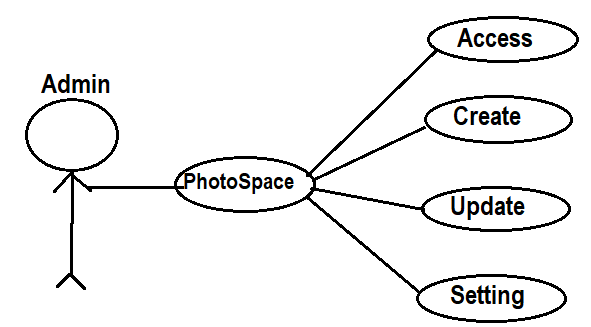 Admin
PhotoSpace
Access
Create
Update
Setting